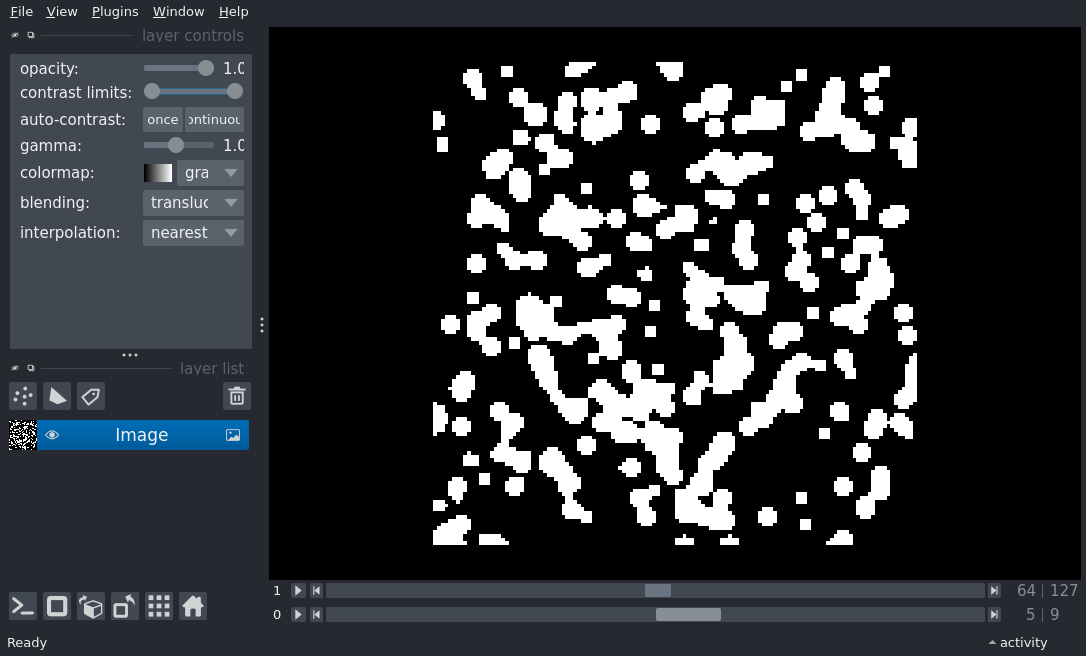 File View Plugins Window Help
layer controls
opacity: 1.0
contrast limits:
auto-contrast: once ontinuou
gamma: 1.0
colormap: gra
blending: transluc
interpolation: nearest
layer list
Image
1 64 | 127
0 5 | 9
Ready activity